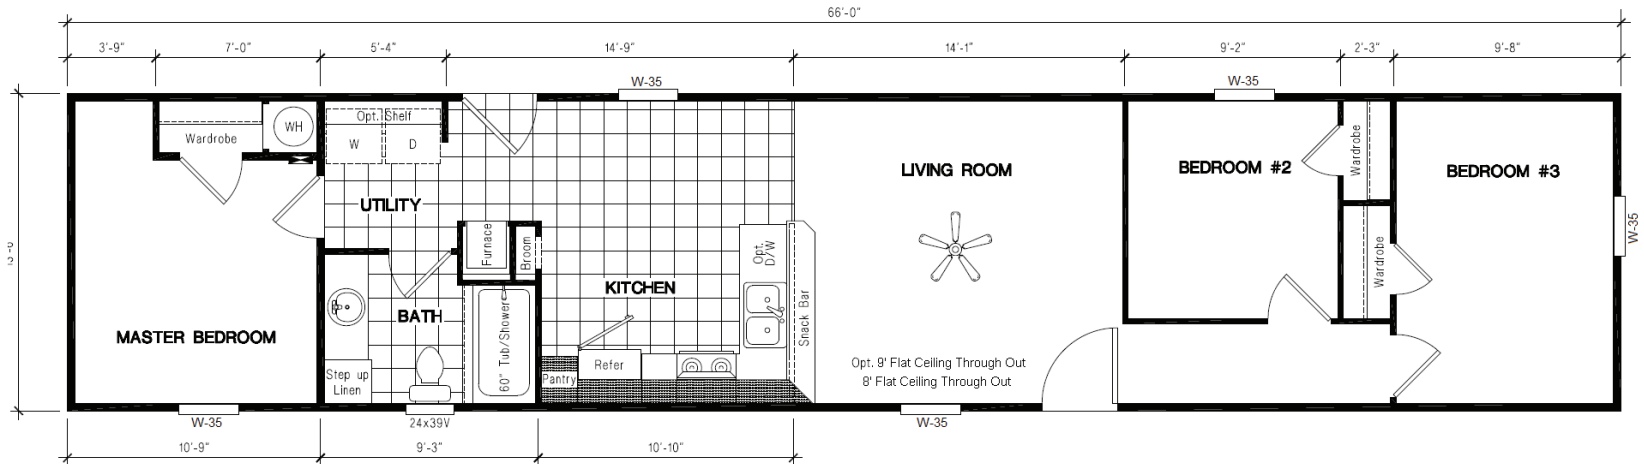 66'-0"
3'-9"
7'-0"
5'-4"
14'-9"
14'-1"
9'-2"
2'-3"
9'-8"
W-35
W-35
Opt. Shelf
WH
Wardrobe
W
D
Wardrobe
LIVING ROOM
BEDROOM #2
BEDROOM #3
UTILITY
W-35
Furnace
Broom
Opt.
D/W
Wardrobe
KITCHEN
BATH
MASTER BEDROOM
60" Tub/Shower
Snack Bar
Refer
Pantry
Step up
Linen
Opt. 9' Flat Ceiling Through Out
8' Flat Ceiling Through Out
W-35
24x39V
W-35
10'-9"
9'-3"
10'-10"